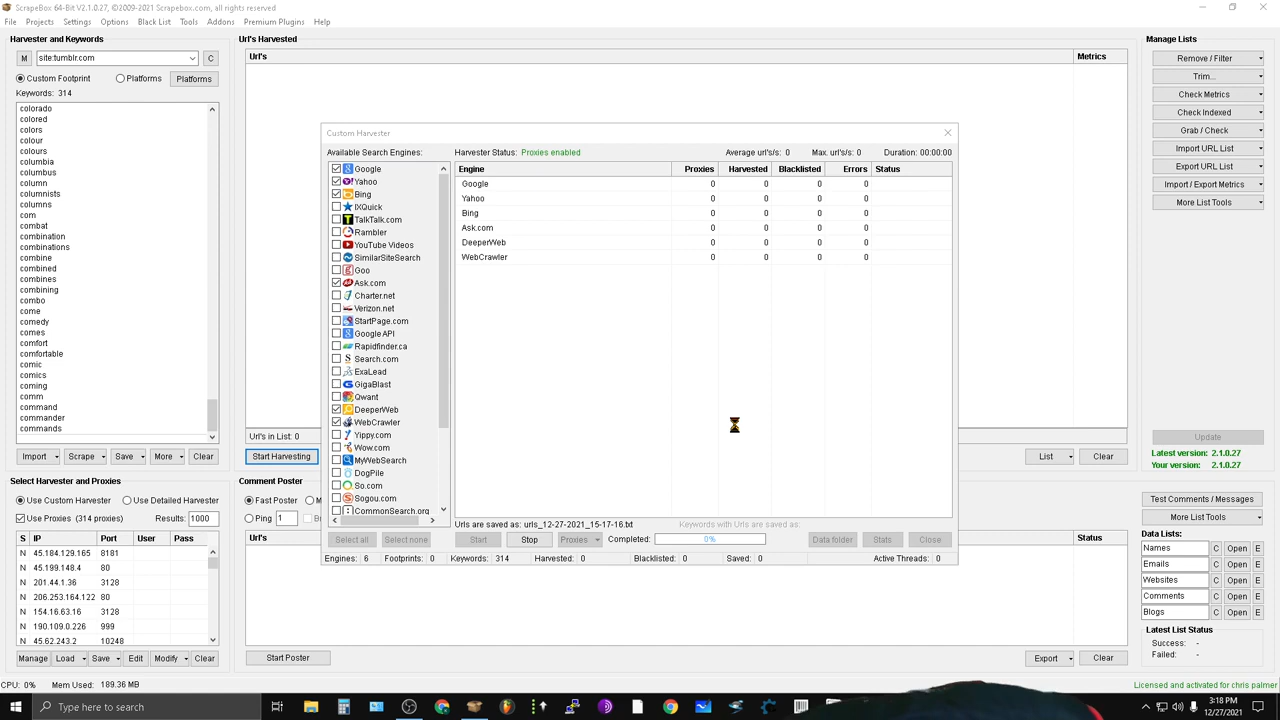 ScrapeBox 64-Bit V2.1.0.27, ©2009-2021 Scrapebox.com, all rights reserved
File Projects Settings Options Black List Tools Addons Premium Plugins Help
Harvester and Keywords
M site:tumblr.com C
Custom Footprint Platforms Platforms
Keywords: 314
colorado
colored
colors
colour
colours
columbia
columbus
column
columnists
columns
com
combat
combination
combinations
combine
combined
combines
combining
combo
come
comedy
comes
comfort
comfortable
comic
comics
coming
comm
command
commander
commands
Import Scrape Save More Clear
Select Harvester and Proxies
Use Custom Harvester Use Detailed Harvester
Use Proxies (314 proxies) Results: 1000
S Ip Port User Pass
N 45.184.129.165 8181
N 45.199.148.4 80
N 201.44.1.36 3128
N 206.253.164.122 80
N 154.16.63.16 3128
N 190.109.0.226 999
N 45.62.243.2 10248
Manage Load Save Edit Modify Clear
CPU: 0% Mem Used: 189.36 MB
Url's Harvested
Url's Metrics
Url's in List: 0
Start Harvesting
List Clear
Custom Harvester
Available Search Engines:
Google
Yahoo
Bing
IXQuick
TalkTalk.com
Rambler
YouTube Videos
SimilarSiteSearch
Goo
Ask.com
Charter.net
Verizon.net
StartPage.com
Google API
Rapidfinder.ca
Search.com
ExaLead
GigaBlast
Qwant
DeeperWeb
WebCrawler
Yippy.com
Wow.com
MyWebSearch
DogPile
So.com
Sogou.com
CommonSearch.org
Harvester Status: Proxies enabled Average url's/s: 0 Max. url's/s: 0 Duration: 00:00:00
Engine Proxies Harvested Blacklisted Errors Status
Google 0 0 0 0
Yahoo 0 0 0 0
Bing 0 0 0 0
Ask.com 0 0 0 0
DeeperWeb 0 0 0 0
WebCrawler 0 0 0 0
Urls are saved as: urls_12-27-2021_15-17-16.txt Keywords with Urls are saved as:
Select all Select none Start Stop Proxies Completed: 0% Data folder Stats Close
Engines: 6 Footprints: 0 Keywords: 314 Harvested: 0 Blacklisted: 0 Saved: 0 Active Threads: 0
Comment Poster
Fast Poster
Ping 1
Url's Status
Start Poster Export Clear
Manage Lists
Remove / Filter
Trim...
Check Metrics
Check Indexed
Grab / Check
Import URL List
Export URL List
Import / Export Metrics
More List Tools
Update
Latest version: 2.1.0.27
Your version: 2.1.0.27
Test Comments / Messages
More List Tools
Data Lists:
Names C Open E
Emails C Open E
Websites C Open E
Comments C Open E
Blogs C Open E
Latest List Status
Success: -
Failed: -
Licensed and activated for chris palmer
Type here to search
3:18 PM
12/27/2021